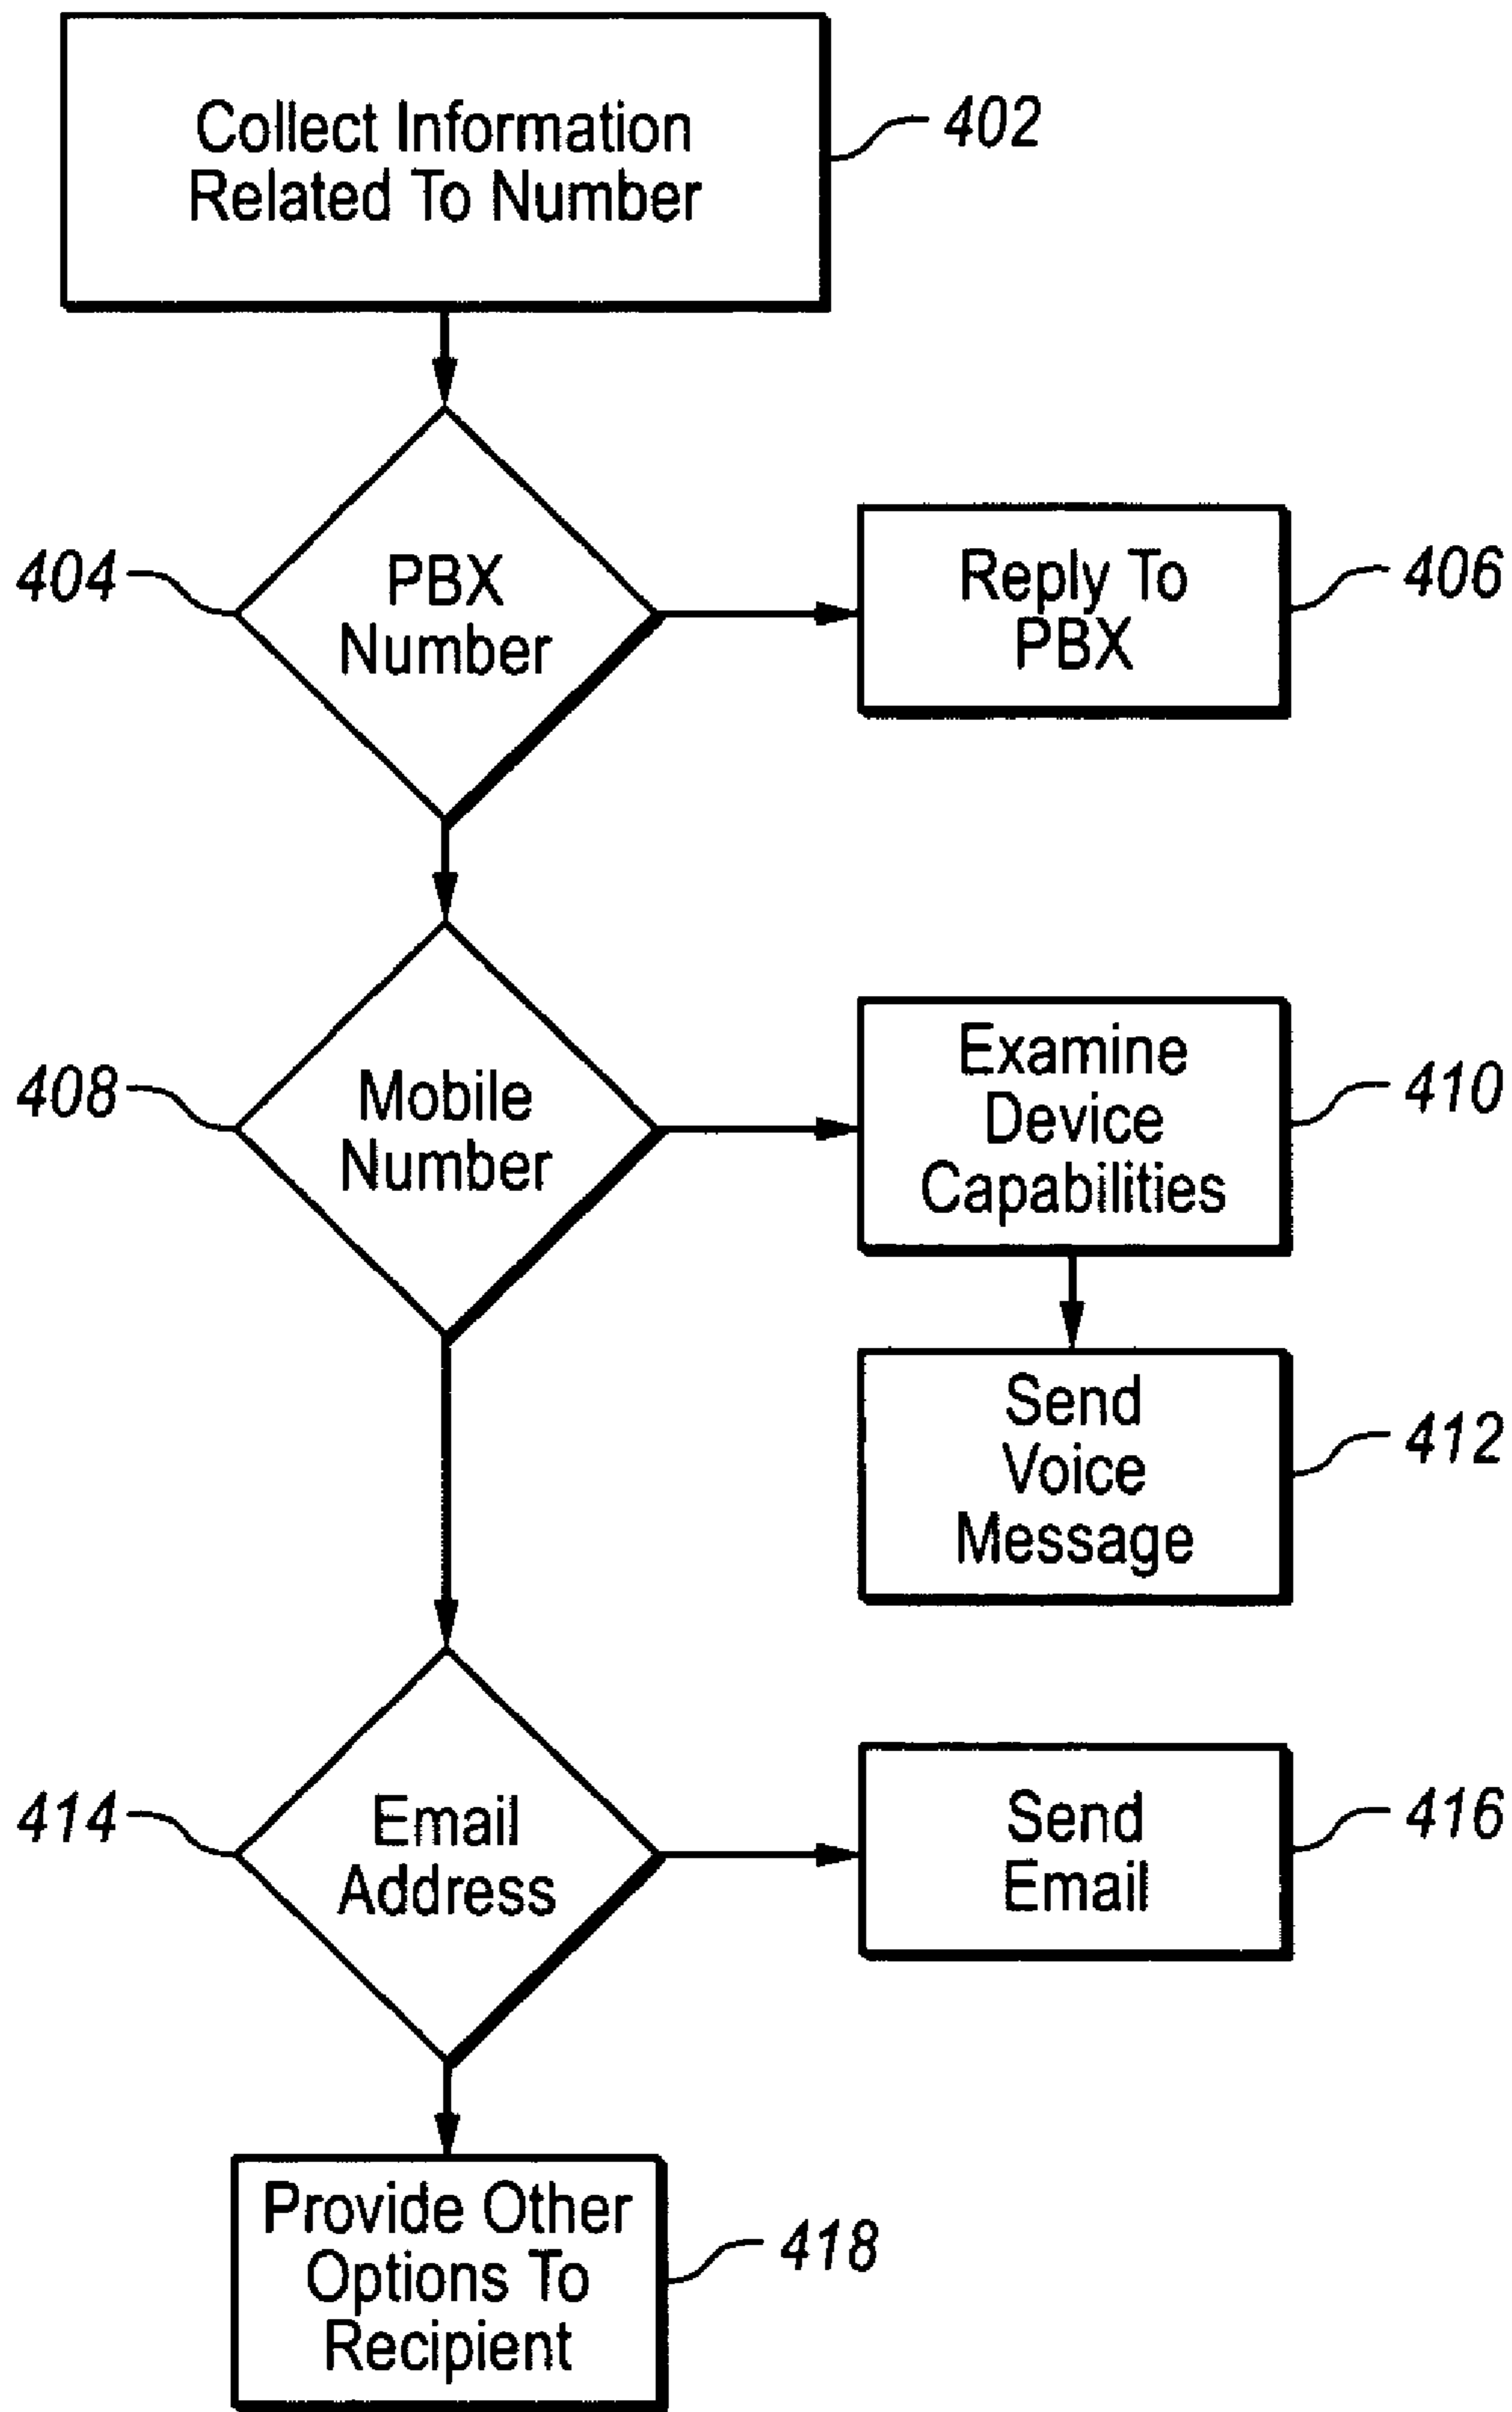 Collect Information
Related To Number
402
PBX
Number
404
Reply To
PBX
406
Mobile
Number
408
Examine
Device
Capabilities
410
Send
Voice
Message
412
Email
Address
414
Send
Email
416
Provide Other
Options To
Recipient
418